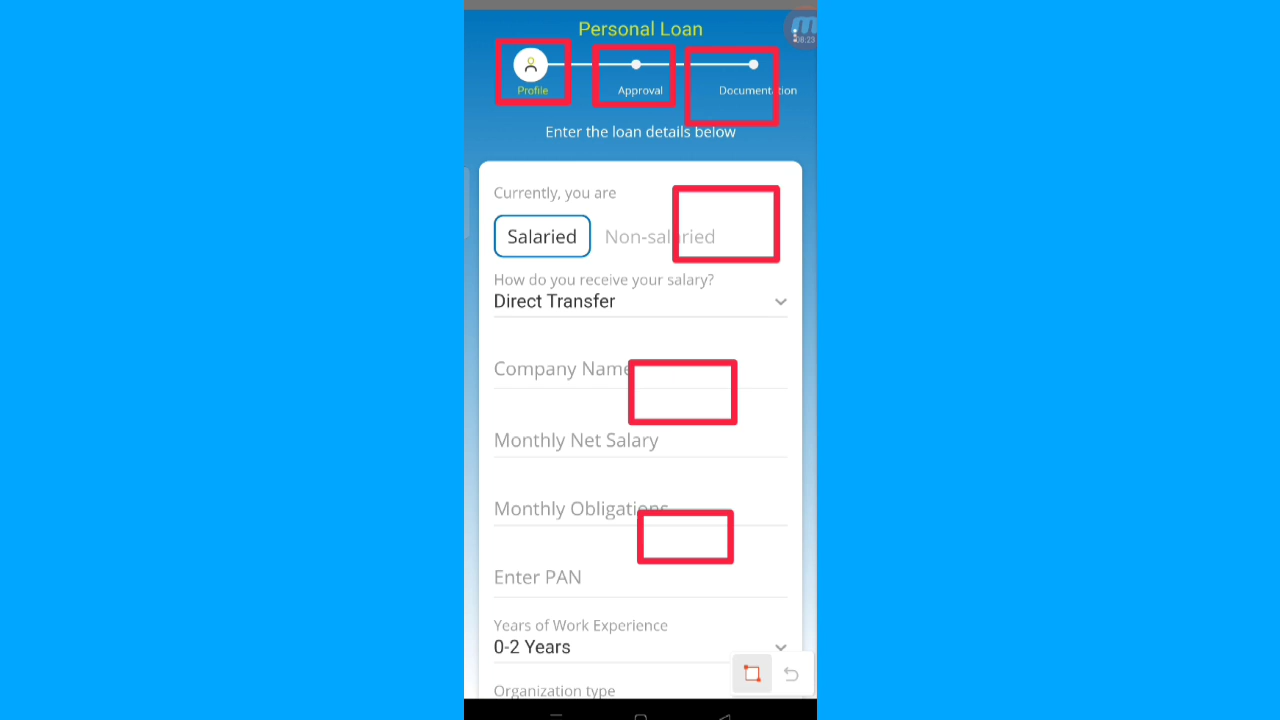 Personal Loan
08:23
Profile
Approval
Documentation
Enter the loan details below
Currently, you are
Salaried
Non-salaried
How do you receive your salary?
Direct Transfer
Company Name
Monthly Net Salary
Monthly Obligations
Enter PAN
Years of Work Experience
0-2 Years
Organization type